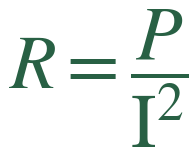 R = P / I²